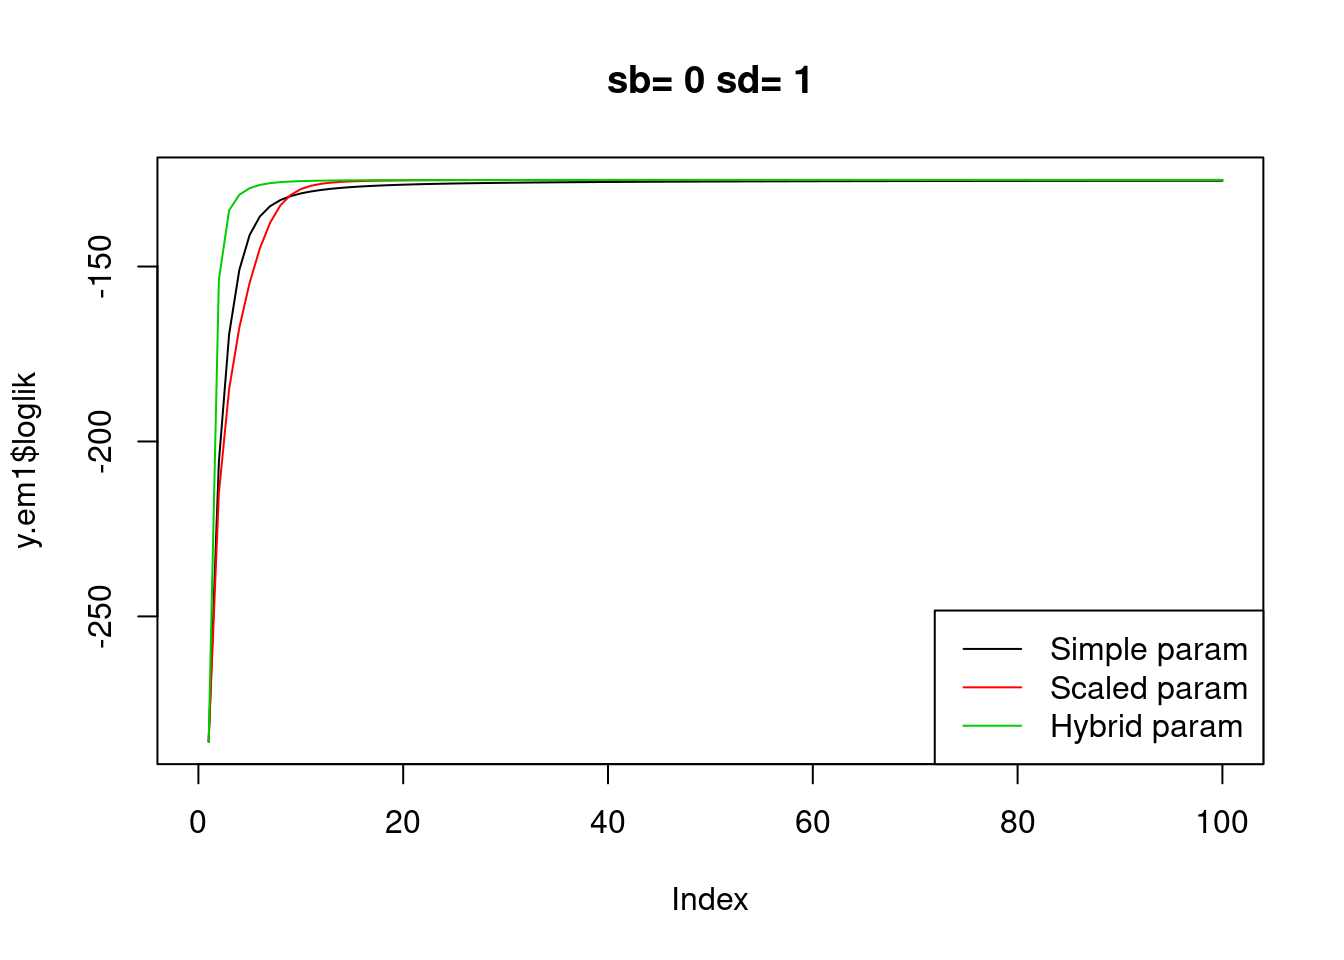 sb= 0 sd= 1
y.em1$loglik
-150
-200
-250
Simple param
Scaled param
Hybrid param
0 20 40 60 80 100
Index